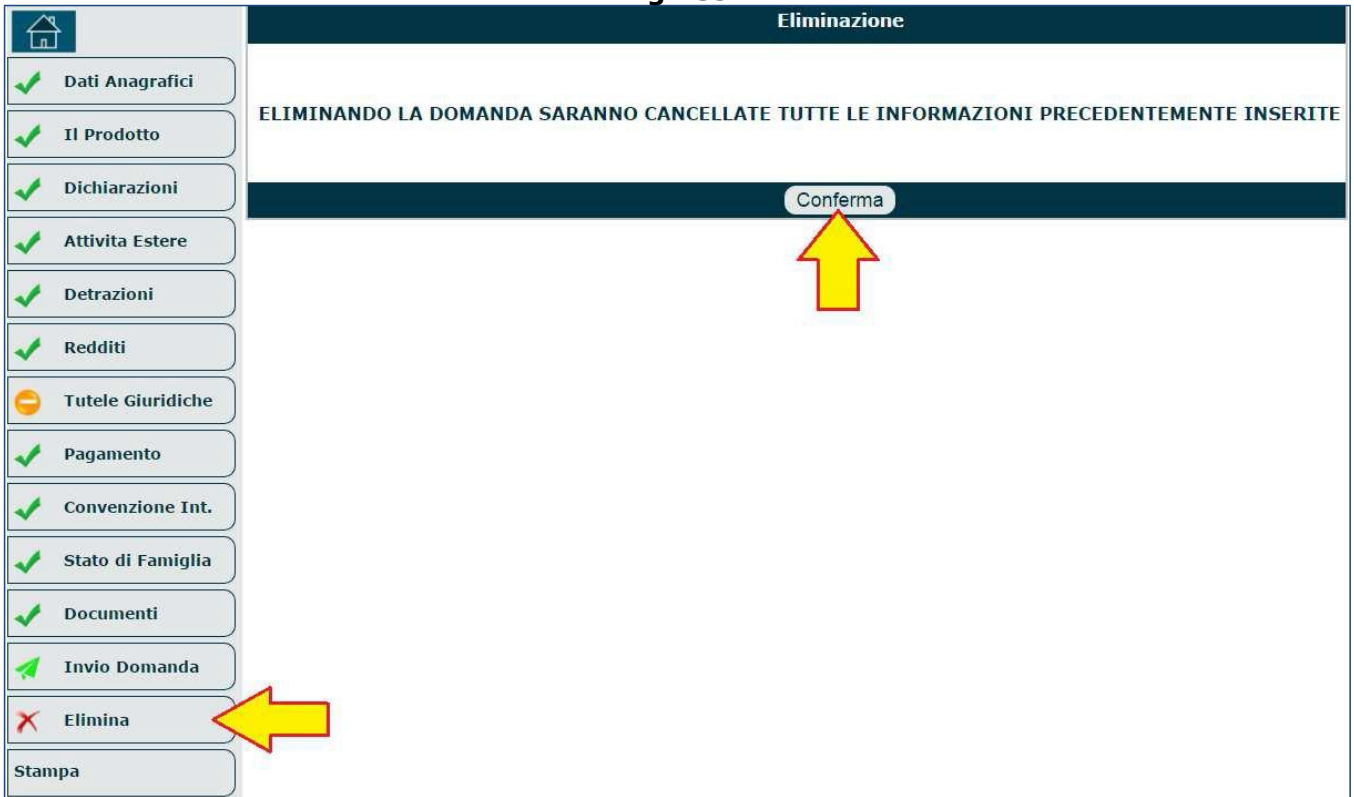 Eliminazione
Dati Anagrafici
Il Prodotto
Dichiarazioni
Attivita Estere
Detrazioni
Redditi
Tutele Giuridiche
Pagamento
Convenzione Int.
Stato di Famiglia
Documenti
Invio Domanda
Elimina
Stampa
ELIMINANDO LA DOMANDA SARANNO CANCELLATE TUTTE LE INFORMAZIONI PRECEDENTEMENTE INSERITE
Conferma